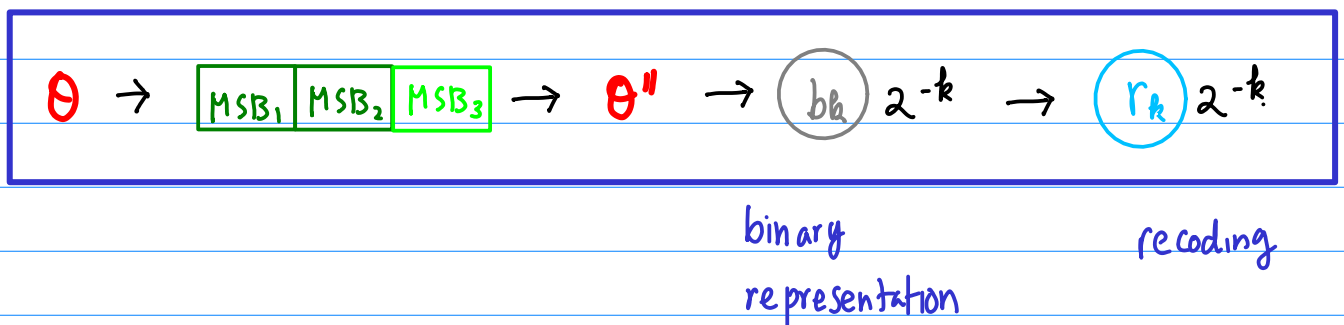 θ → MSB₁ MSB₂ MSB₃ → θ'' → bₖ 2⁻ᵏ → rₖ 2⁻ᵏ
binary recoding
representation